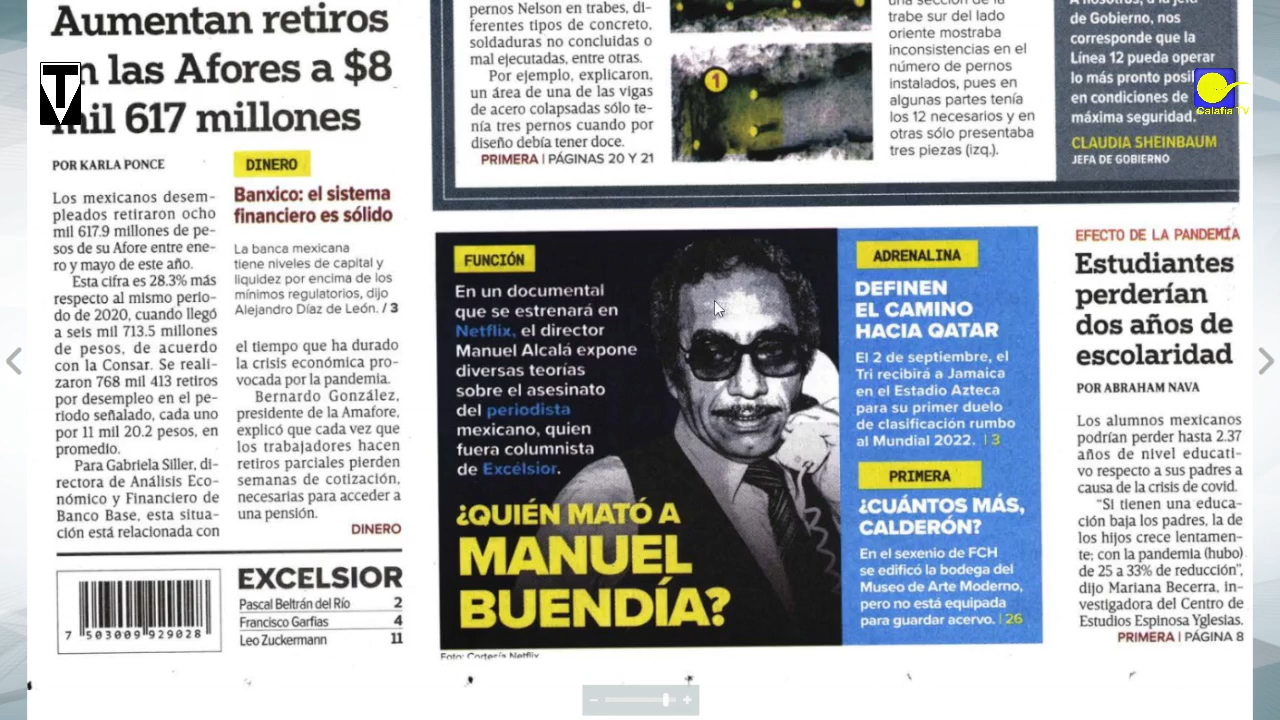 Aumentan retiros
en las Afores a $8
mil 617 millones
POR KARLA PONCE
Los mexicanos desem-
pleados retiraron ocho
mil 617.9 millones de pe-
sos de su Afore entre ene-
ro y mayo de este año.
Esta cifra es 28.3% más
respecto al mismo perio-
do de 2020, cuando llegó
a seis mil 713.5 millones
de pesos, de acuerdo
con la Consar. Se reali-
zaron 768 mil 413 retiros
por desempleo en el pe-
riodo señalado, cada uno
por 11 mil 20.2 pesos, en
promedio.
Para Gabriela Siller, di-
rectora de Análisis Eco-
nómico y Financiero de
Banco Base, esta situa-
ción está relacionada con
DINERO
Banxico: el sistema
financiero es sólido
La banca mexicana
tiene niveles de capital y
liquidez por encima de los
mínimos regulatorios, dijo
Alejandro Díaz de León. / 3
el tiempo que ha durado
la crisis económica pro-
vocada por la pandemia.
Bernardo González,
presidente de la Amafore,
explicó que cada vez que
los trabajadores hacen
retiros parciales pierden
semanas de cotización,
necesarias para acceder a
una pensión.
DINERO
7 503009 929028
EXCELSIOR
Pascal Beltrán del Río 2
Francisco Garfias 4
Leo Zuckermann 11
pernos Nelson en trabes, di-
ferentes tipos de concreto,
soldaduras no concluidas o
mal ejecutadas, entre otras.
Por ejemplo, explicaron,
un área de una de las vigas
de acero colapsadas sólo te-
nía tres pernos cuando por
diseño debía tener doce.
PRIMERA | PÁGINAS 20 Y 21
1
una sección de la
trabe sur del lado
oriente mostraba
inconsistencias en el
número de pernos
instalados, pues en
algunas partes tenía
los 12 necesarios y en
otras sólo presentaba
tres piezas (izq.).
A nosotros, a la jefa
de Gobierno, nos
corresponde que la
Línea 12 pueda operar
lo más pronto posi
en condiciones de
máxima seguridad.
CLAUDIA SHEINBAUM
JEFA DE GOBIERNO
Calafia TV
FUNCIÓN
En un documental
que se estrenará en
Netflix, el director
Manuel Alcalá expone
diversas teorías
sobre el asesinato
del periodista
mexicano, quien
fuera columnista
de Excélsior.
¿QUIÉN MATÓ A
MANUEL
BUENDÍA?
Foto: Cortesía Netflix
ADRENALINA
DEFINEN
EL CAMINO
HACIA QATAR
El 2 de septiembre, el
Tri recibirá a Jamaica
en el Estadio Azteca
para su primer duelo
de clasificación rumbo
al Mundial 2022. | 3
PRIMERA
¿CUÁNTOS MÁS,
CALDERÓN?
En el sexenio de FCH
se edificó la bodega del
Museo de Arte Moderno,
pero no está equipada
para guardar acervo. | 26
EFECTO DE LA PANDEMIA
Estudiantes
perderían
dos años de
escolaridad
POR ABRAHAM NAVA
Los alumnos mexicanos
podrían perder hasta 2.37
años de nivel educati-
vo respecto a sus padres a
causa de la crisis de covid.
"Si tienen una educa-
ción baja los padres, la de
los hijos crece lentamen-
te; con la pandemia (hubo)
de 25 a 33% de reducción",
dijo Mariana Becerra, in-
vestigadora del Centro de
Estudios Espinosa Yglesias.
PRIMERA | PÁGINA 8